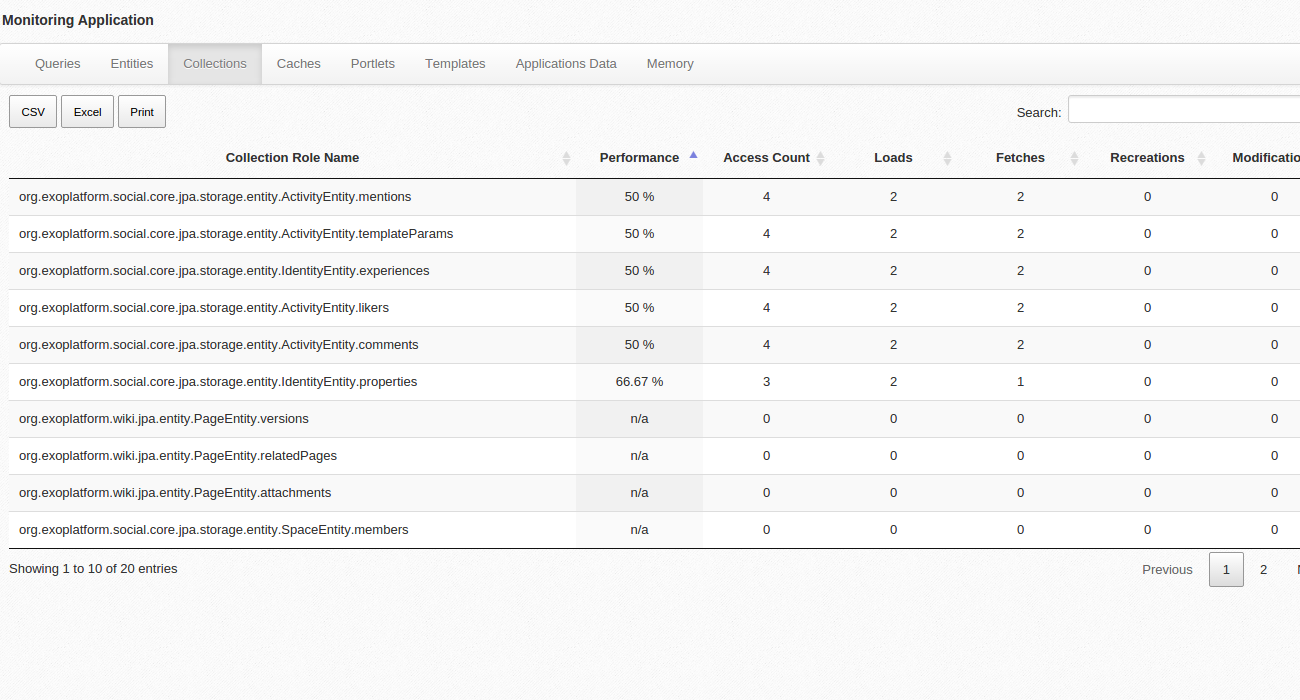 Monitoring Application
Queries Entities Collections Caches Portlets Templates Applications Data Memory
CSV Excel Print Search:
Collection Role Name Performance Access Count Loads Fetches Recreations Modificatio
org.exoplatform.social.core.jpa.storage.entity.ActivityEntity.mentions 50 % 4 2 2 0 0
org.exoplatform.social.core.jpa.storage.entity.ActivityEntity.templateParams 50 % 4 2 2 0 0
org.exoplatform.social.core.jpa.storage.entity.IdentityEntity.experiences 50 % 4 2 2 0 0
org.exoplatform.social.core.jpa.storage.entity.ActivityEntity.likers 50 % 4 2 2 0 0
org.exoplatform.social.core.jpa.storage.entity.ActivityEntity.comments 50 % 4 2 2 0 0
org.exoplatform.social.core.jpa.storage.entity.IdentityEntity.properties 66.67 % 3 2 1 0 0
org.exoplatform.wiki.jpa.entity.PageEntity.versions n/a 0 0 0 0 0
org.exoplatform.wiki.jpa.entity.PageEntity.relatedPages n/a 0 0 0 0 0
org.exoplatform.wiki.jpa.entity.PageEntity.attachments n/a 0 0 0 0 0
org.exoplatform.social.core.jpa.storage.entity.SpaceEntity.members n/a 0 0 0 0 0
Showing 1 to 10 of 20 entries Previous 1 2